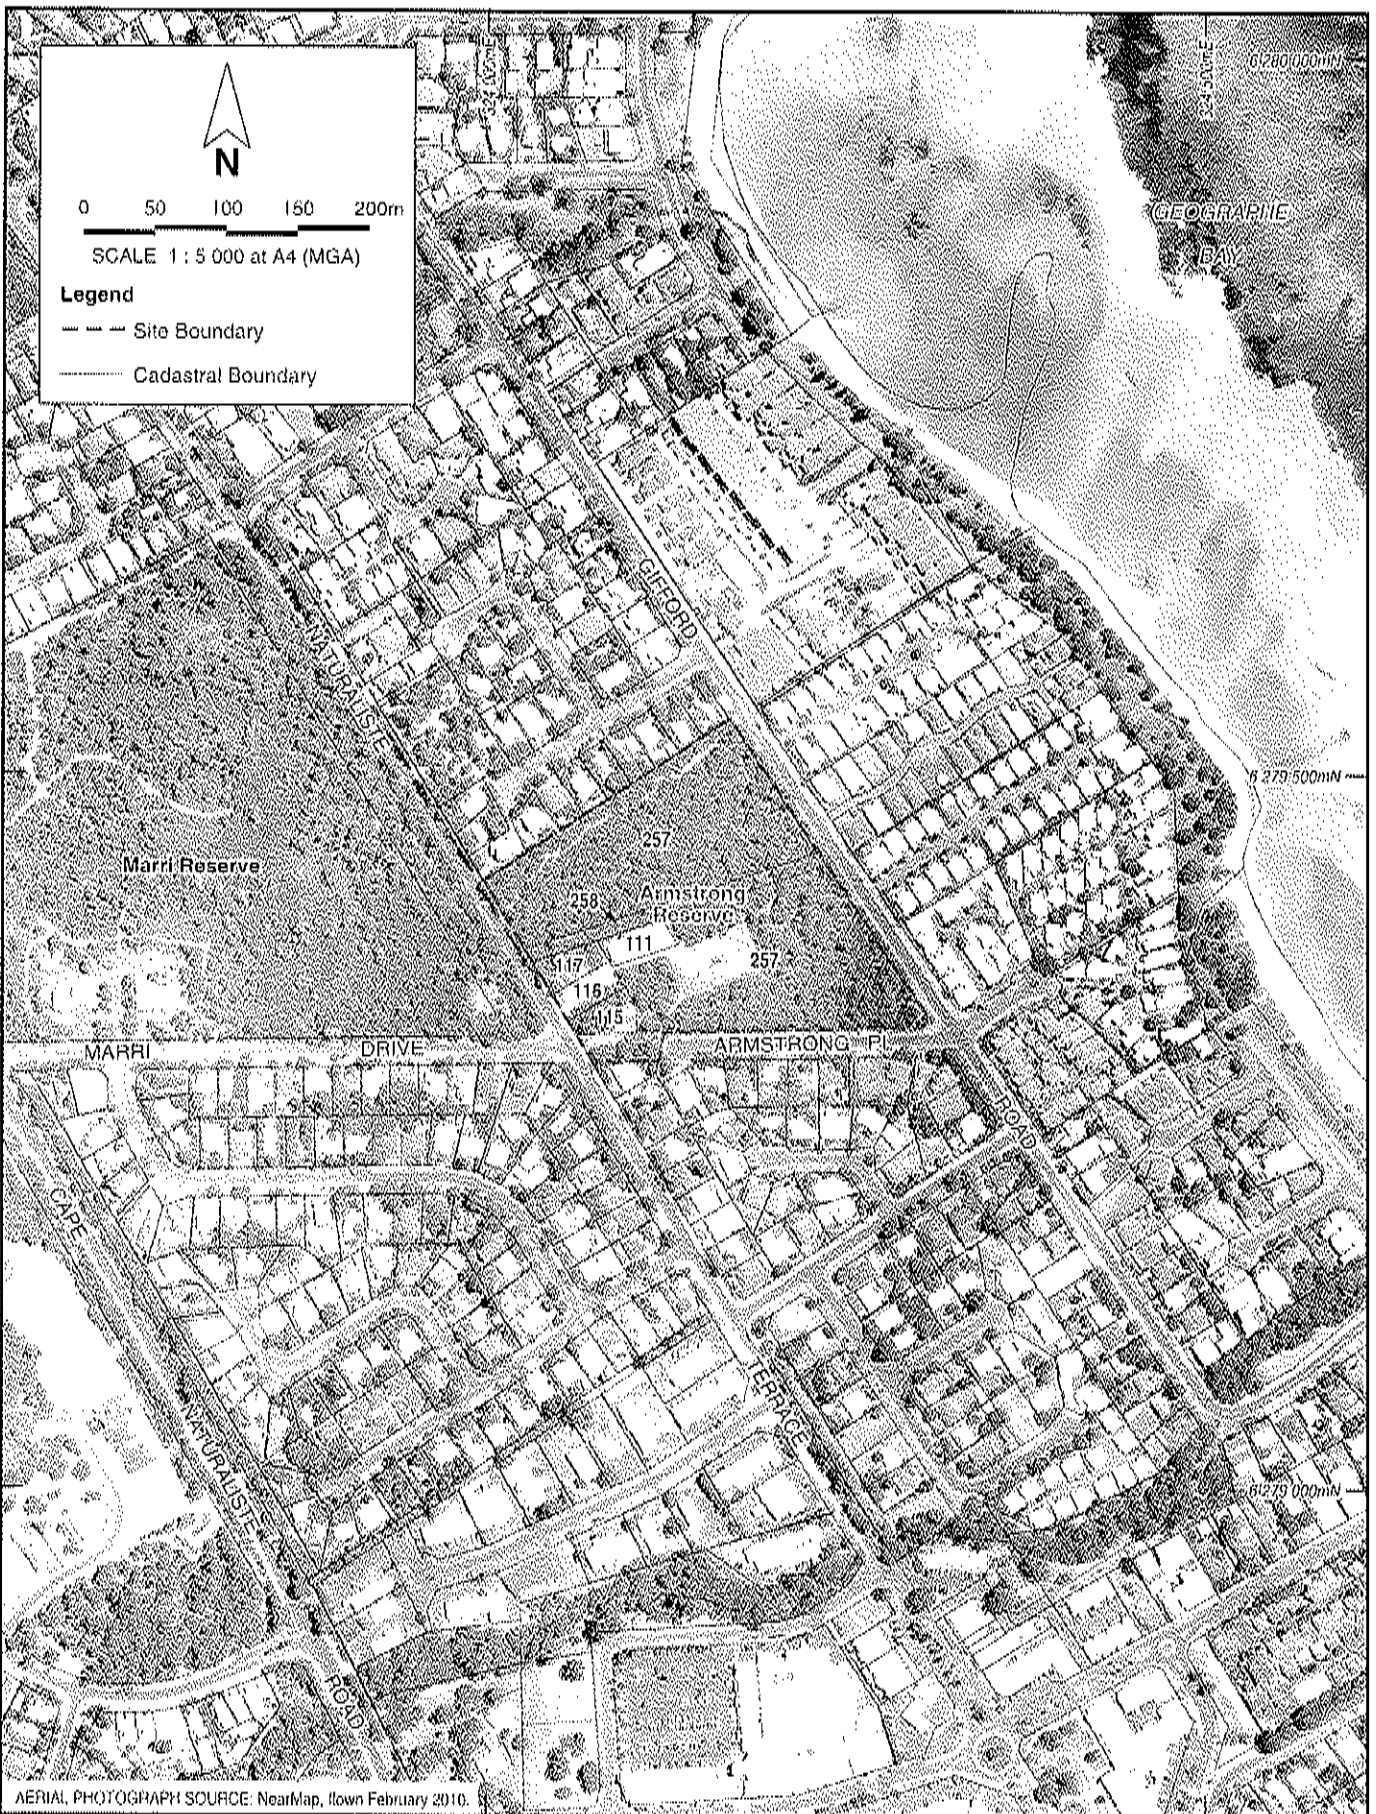 N
0 50 100 150 200m
SCALE 1 : 5 000 at A4 (MGA)
Legend
Site Boundary
Cadastral Boundary
6 280 000mN
GEOGRAPHE
BAY
GIFFORD
NATURALISTE
6 279 500mN
Marri Reserve
257
258
Armstrong
Reserve
111
117
257
116
115
MARRI DRIVE
ARMSTRONG PL
ROAD
CAPE
TERRACE
NATURALISTE
6 279 000mN
ROAD
AERIAL PHOTOGRAPH SOURCE: NearMap, flown February 2010.